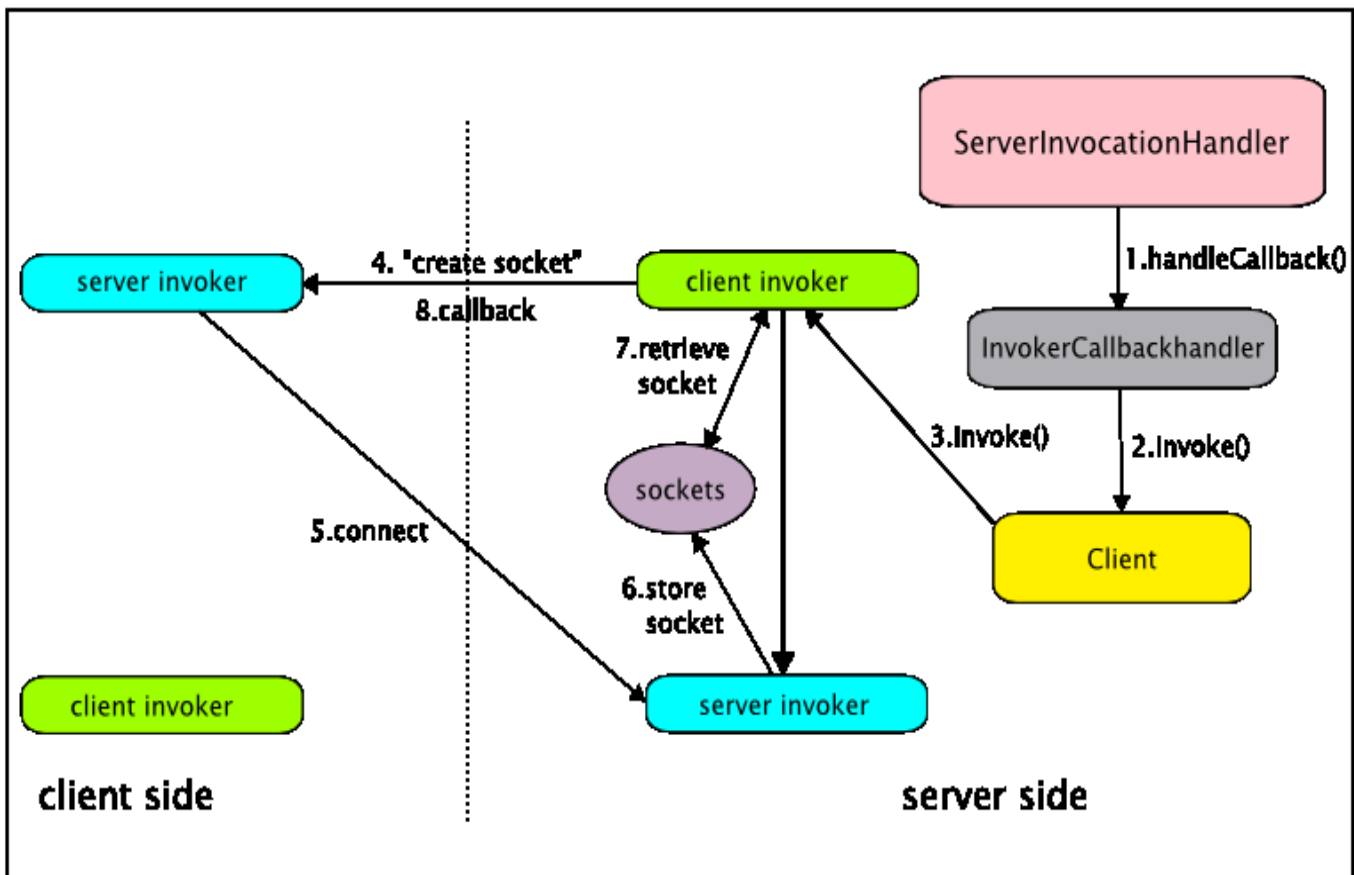 ServerInvocationHandler
1.handleCallback()
4. "create socket"
server invoker
client invoker
8.callback
7.retrieve
socket
InvokerCallbackhandler
3.Invoke()
2.Invoke()
sockets
5.connect
Client
6.store
socket
client invoker
server invoker
client side
server side